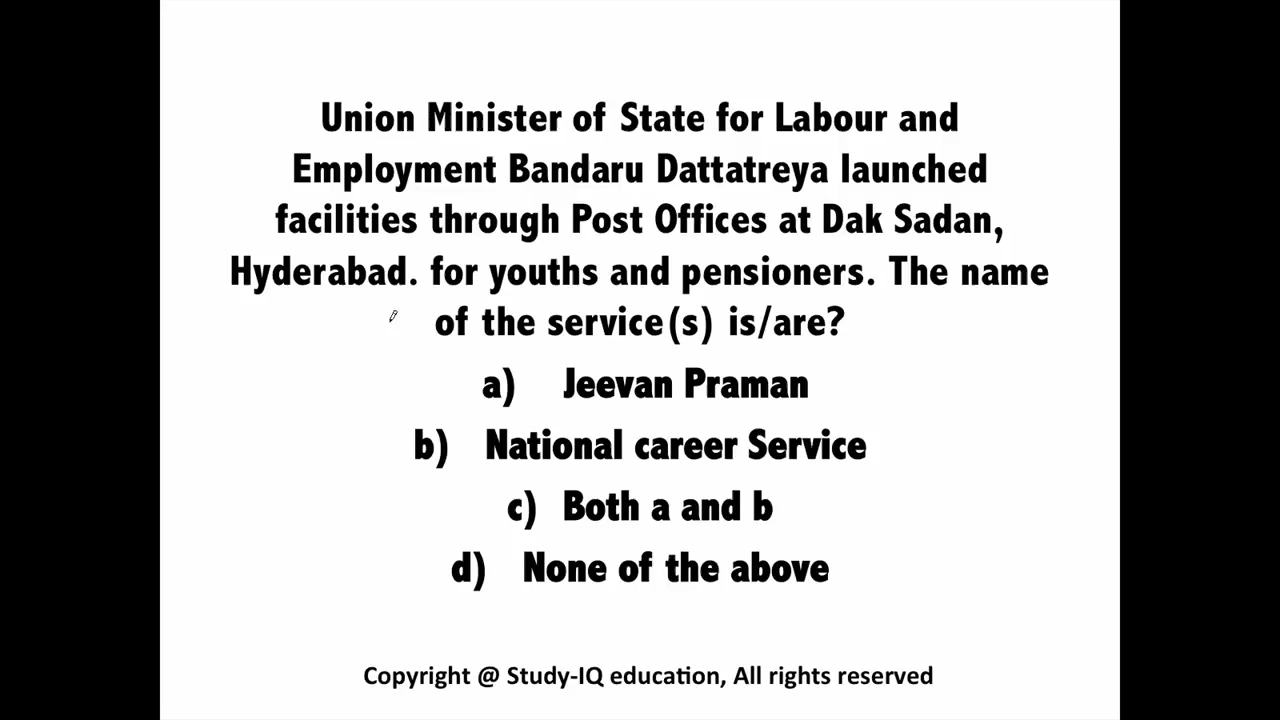 Union Minister of State for Labour and
Employment Bandaru Dattatreya launched
facilities through Post Offices at Dak Sadan,
Hyderabad. for youths and pensioners. The name
of the service(s) is/are?
a) Jeevan Praman
b) National career Service
c) Both a and b
d) None of the above
Copyright @ Study-IQ education, All rights reserved